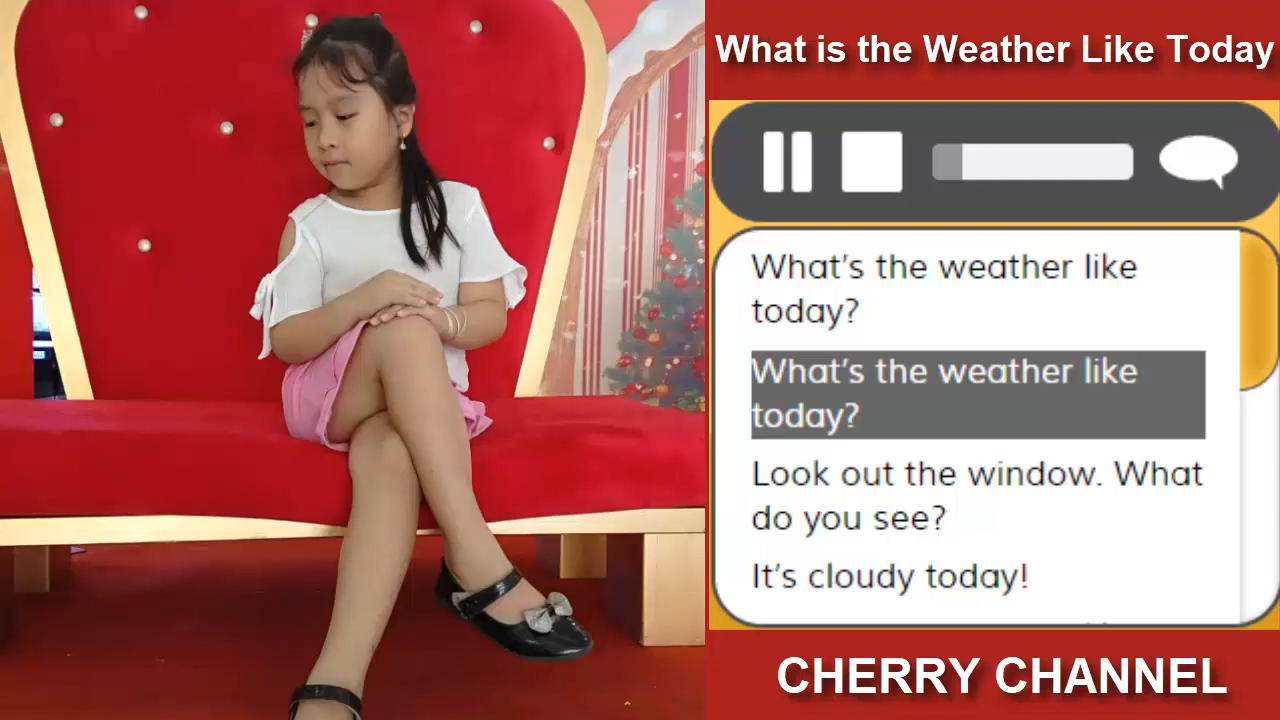 What is the Weather Like Today
What's the weather like
today?
What's the weather like
today?
Look out the window. What
do you see?
It's cloudy today!
CHERRY CHANNEL